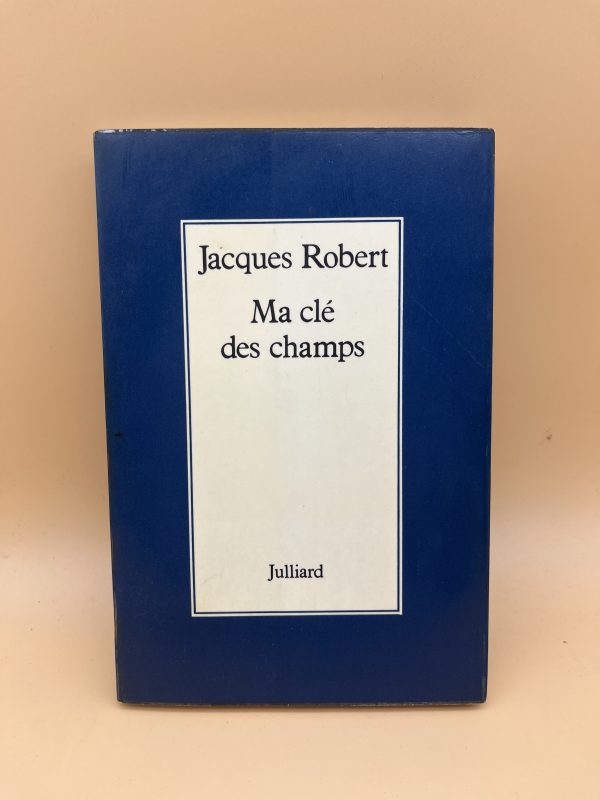 Jacques Robert
Ma clé
des champs
Julliard